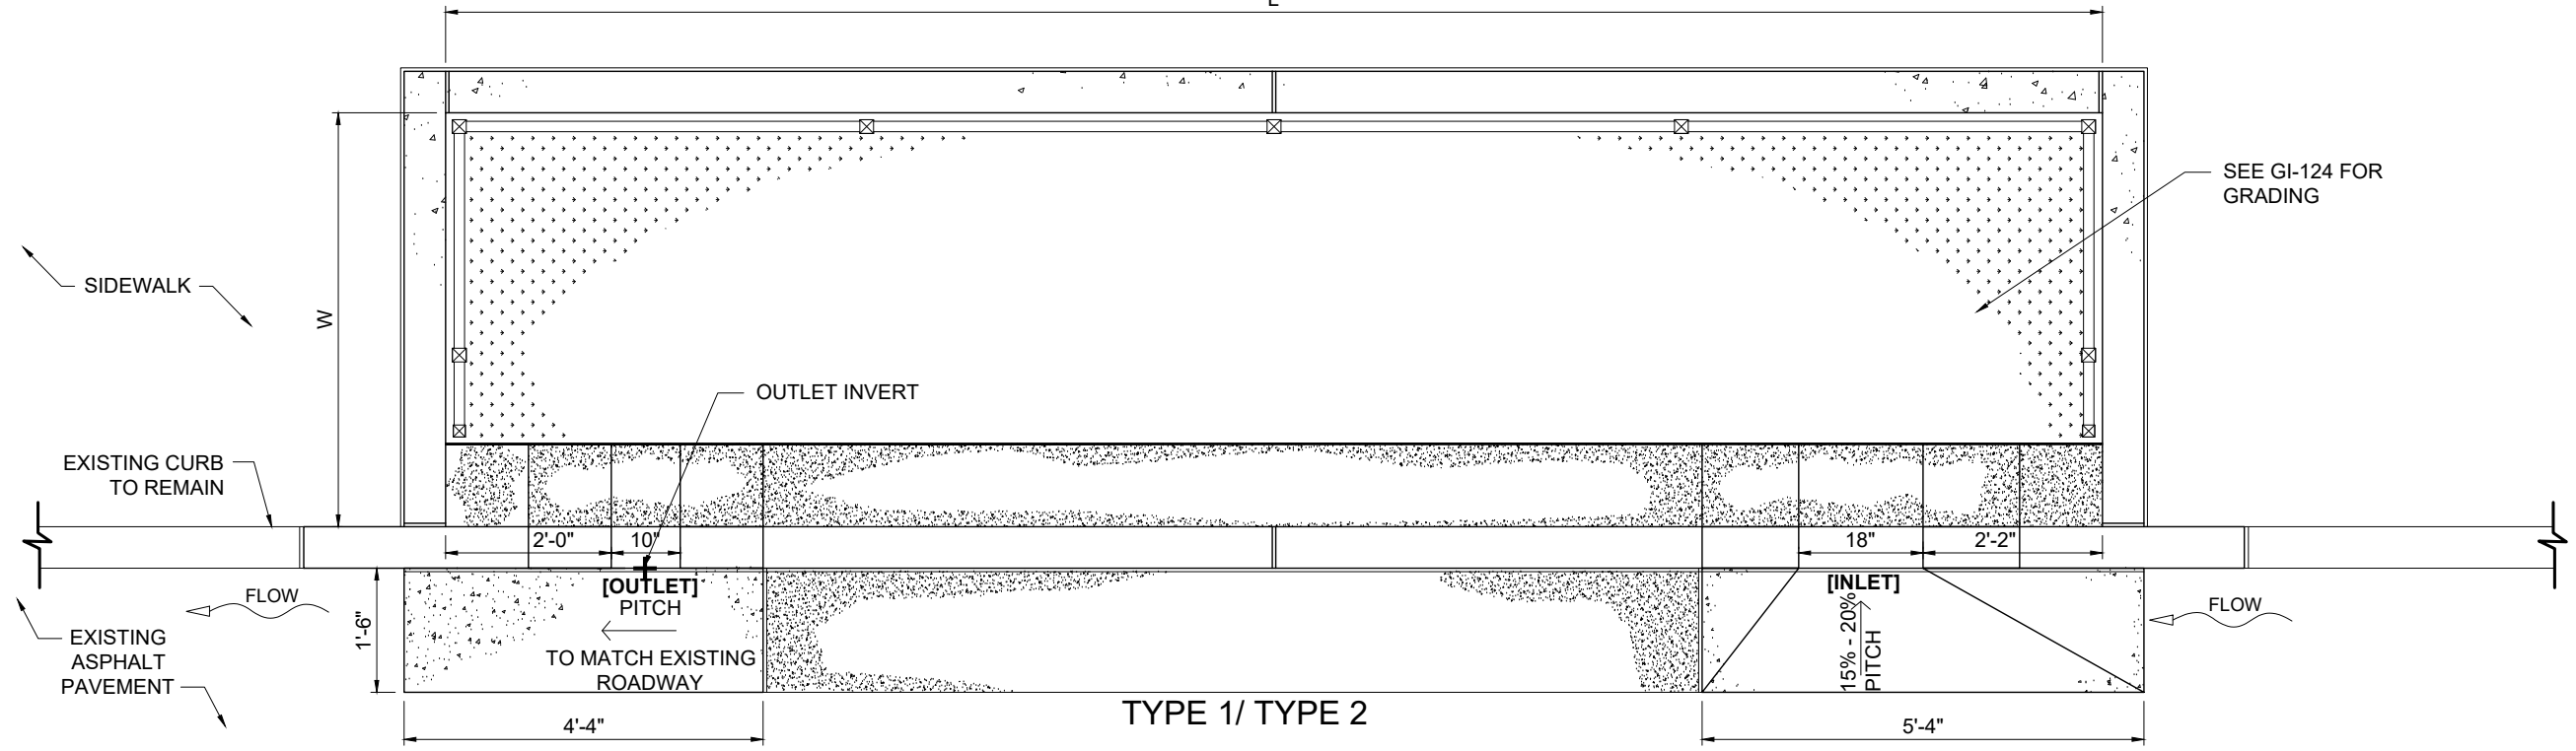 L
SEE GI-124 FOR
GRADING
SIDEWALK
W
OUTLET INVERT
EXISTING CURB
TO REMAIN
2'-0"
10"
18"
2'-2"
[OUTLET]
PITCH
TO MATCH EXISTING
ROADWAY
[INLET]
15% - 20%
PITCH
FLOW
FLOW
1'-6"
EXISTING
ASPHALT
PAVEMENT
TYPE 1/ TYPE 2
4'-4"
5'-4"